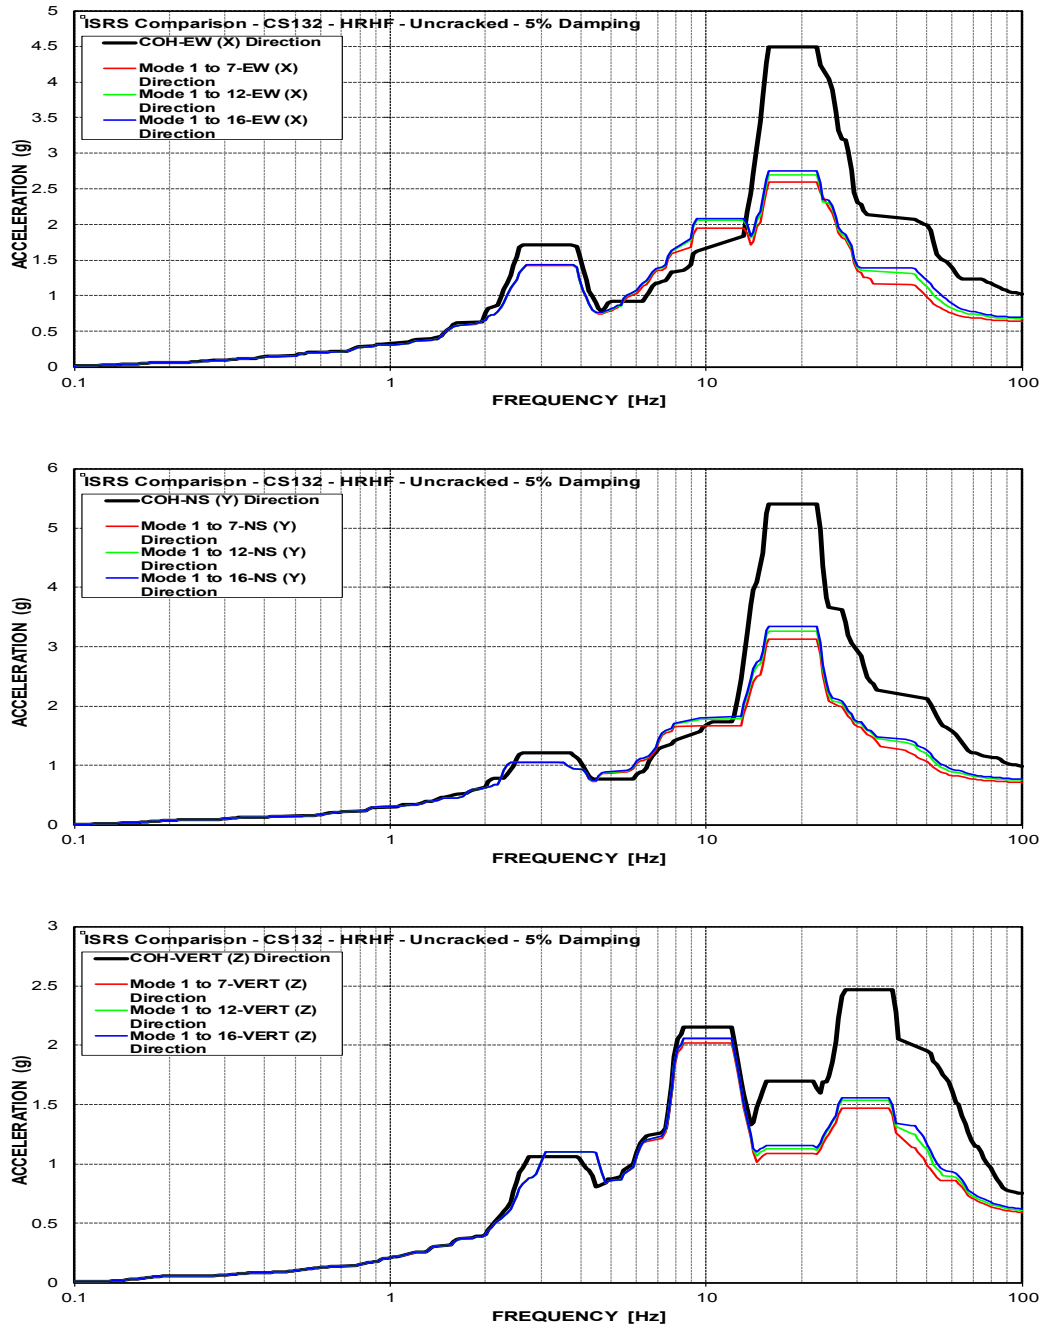 ISRS Comparison - CS132 - HRHF - Uncracked - 5% Damping
COH-EW (X) Direction
Mode 1 to 7-EW (X)
Direction
Mode 1 to 12-EW (X)
Direction
Mode 1 to 16-EW (X)
Direction
ACCELERATION (g)
5
4.5
4
3.5
3
2.5
2
1.5
1
0.5
0
0.1
1
10
100
FREQUENCY [Hz]
ISRS Comparison - CS132 - HRHF - Uncracked - 5% Damping
COH-NS (Y) Direction
Mode 1 to 7-NS (Y)
Direction
Mode 1 to 12-NS (Y)
Direction
Mode 1 to 16-NS (Y)
Direction
ACCELERATION (g)
6
5
4
3
2
1
0
0.1
1
10
100
FREQUENCY [Hz]
ISRS Comparison - CS132 - HRHF - Uncracked - 5% Damping
COH-VERT (Z) Direction
Mode 1 to 7-VERT (Z)
Direction
Mode 1 to 12-VERT (Z)
Direction
Mode 1 to 16-VERT (Z)
Direction
ACCELERATION (g)
3
2.5
2
1.5
1
0.5
0
0.1
1
10
100
FREQUENCY [Hz]